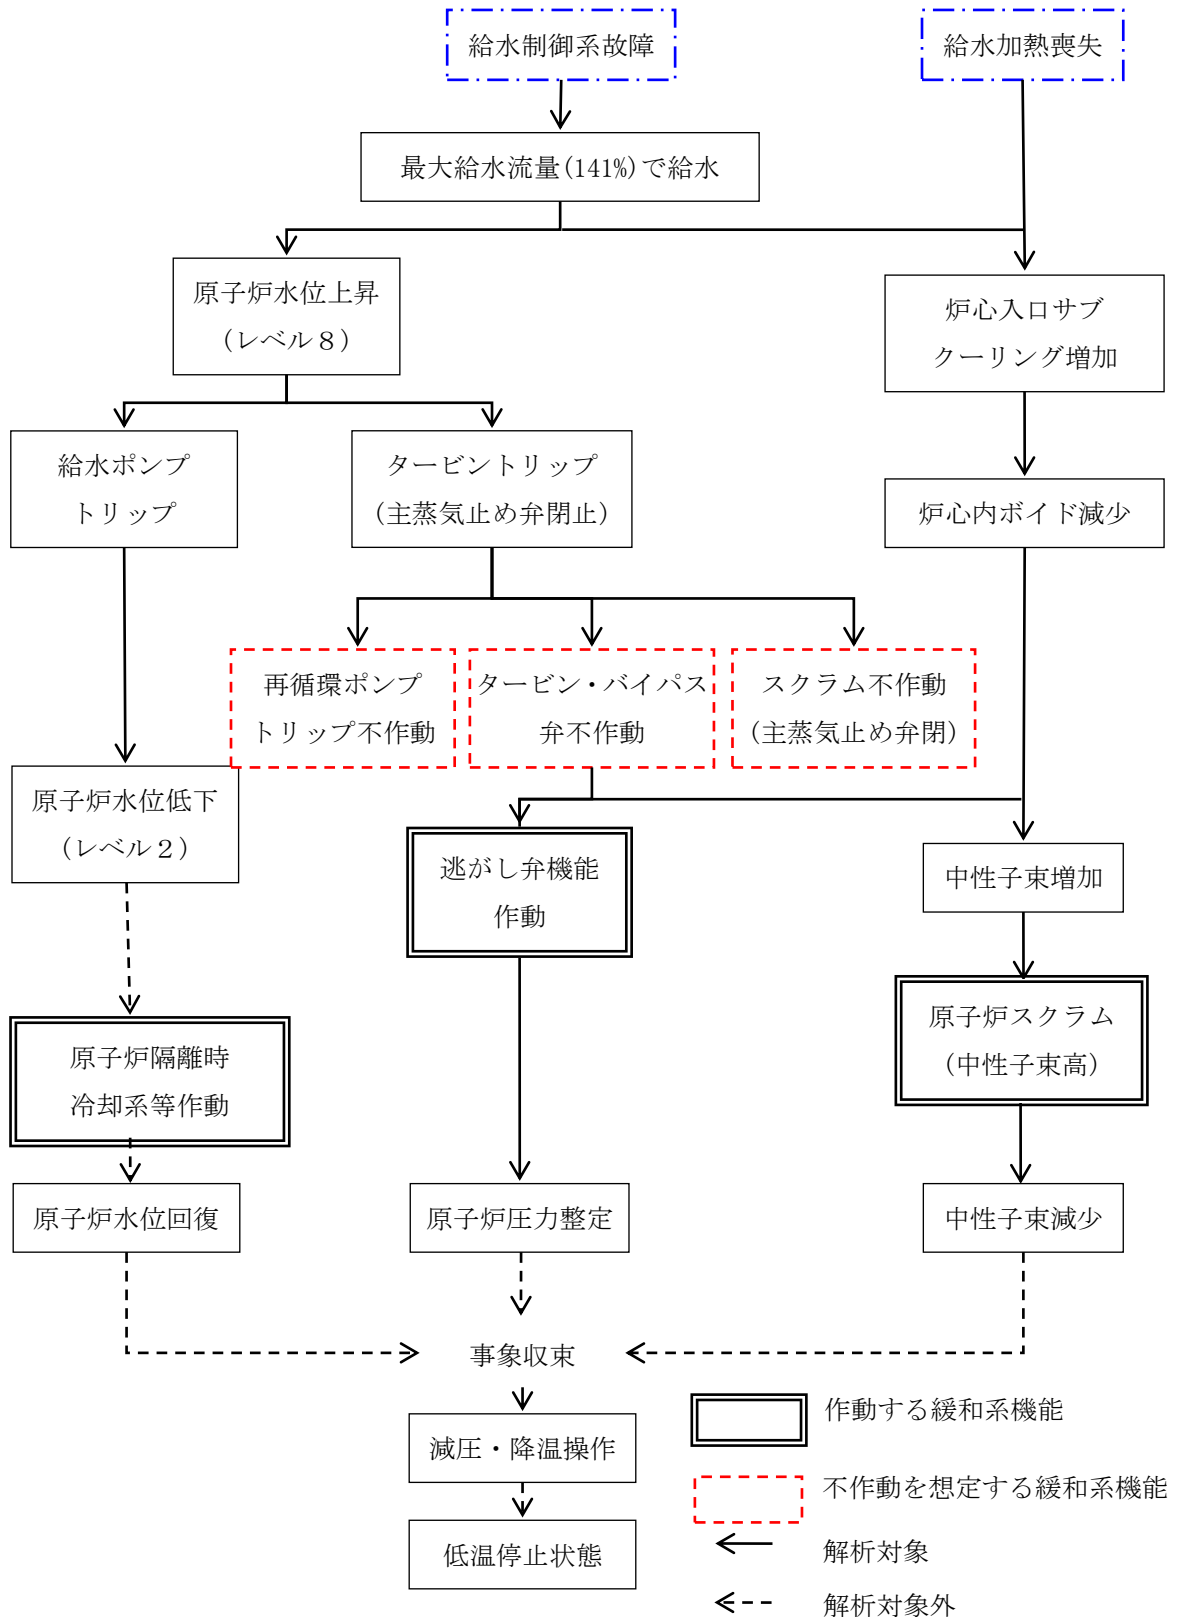 給水制御系故障
給水加熱喪失
最大給水流量(141%)で給水
原子炉水位上昇
(レベル８)
炉心入口サブ
クーリング増加
給水ポンプ
トリップ
タービントリップ
(主蒸気止め弁閉止)
炉心内ボイド減少
再循環ポンプ
トリップ不作動
タービン・バイパス
弁不作動
スクラム不作動
(主蒸気止め弁閉)
原子炉水位低下
(レベル２)
逃がし弁機能
作動
中性子束増加
原子炉隔離時
冷却系等作動
原子炉スクラム
(中性子束高)
原子炉水位回復
原子炉圧力整定
中性子束減少
事象収束
減圧・降温操作
低温停止状態
作動する緩和系機能
不作動を想定する緩和系機能
解析対象
解析対象外